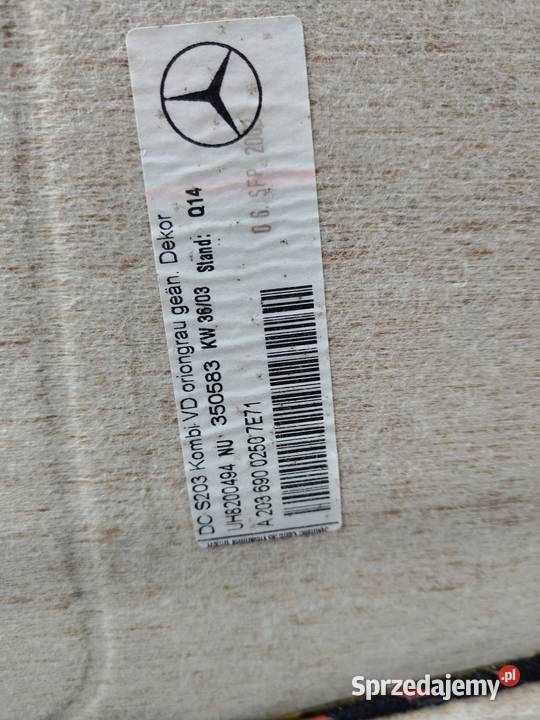 DC S203 Kombi VD oriongrau geän. Dekor
UH6200494 NU 350583 KW 36/03 Stand: Q14
06. SEP. 
A 203 690 0250 7E71
Sprzedajemy.pl